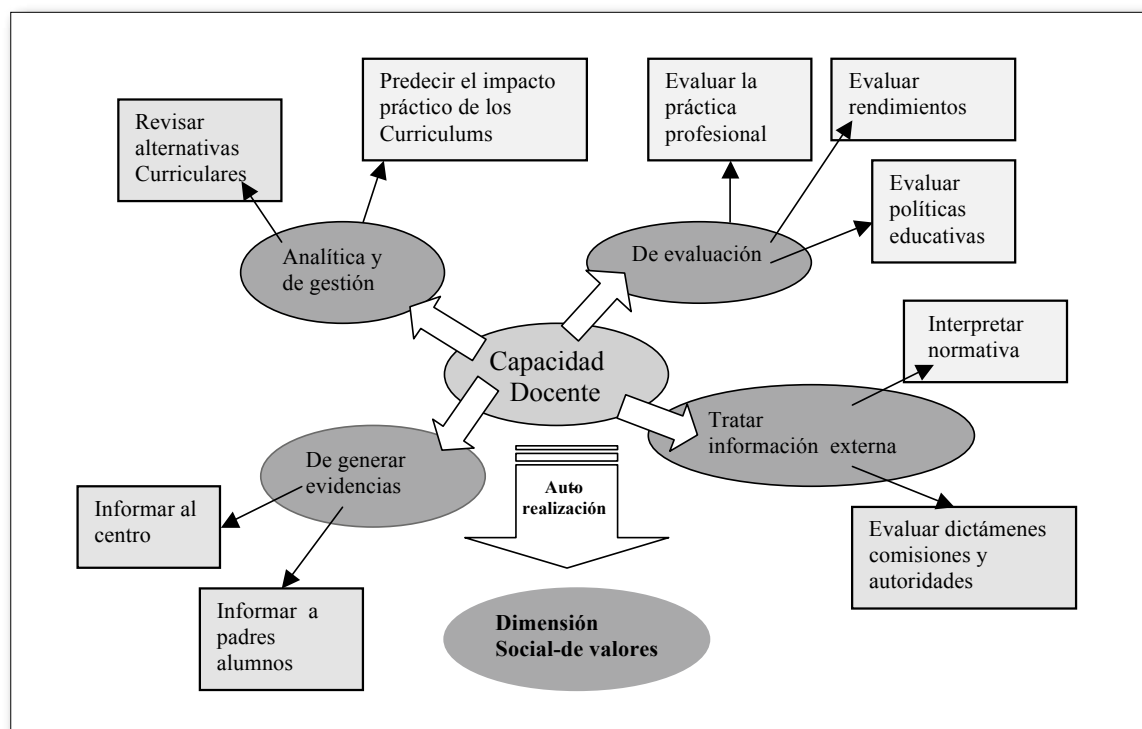 Predecir el impacto
práctico de los
Curriculums
Evaluar la
práctica
profesional
Evaluar
rendimientos
Revisar
alternativas
Curriculares
Evaluar
políticas
educativas
Analítica y
de gestión
De evaluación
Interpretar
normativa
Capacidad
Docente
Tratar
información externa
De generar
evidencias
Auto-
realización
Informar al
centro
Evaluar dictámenes
comisiones y
autoridades
Informar a
padres
alumnos
Dimensión
Social-de valores